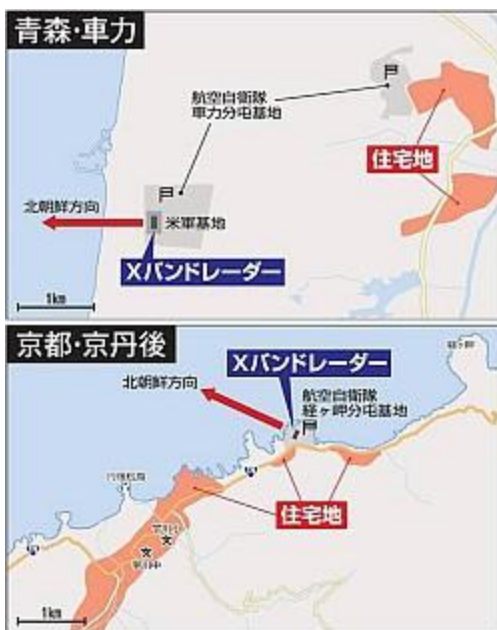 青森・車力
航空自衛隊
車力分屯基地
住宅地
北朝鮮方向
米軍基地
Xバンドレーダー
1km
京都・京丹後
Xバンドレーダー
北朝鮮方向
航空自衛隊
経ヶ岬分屯基地
住宅地
1km